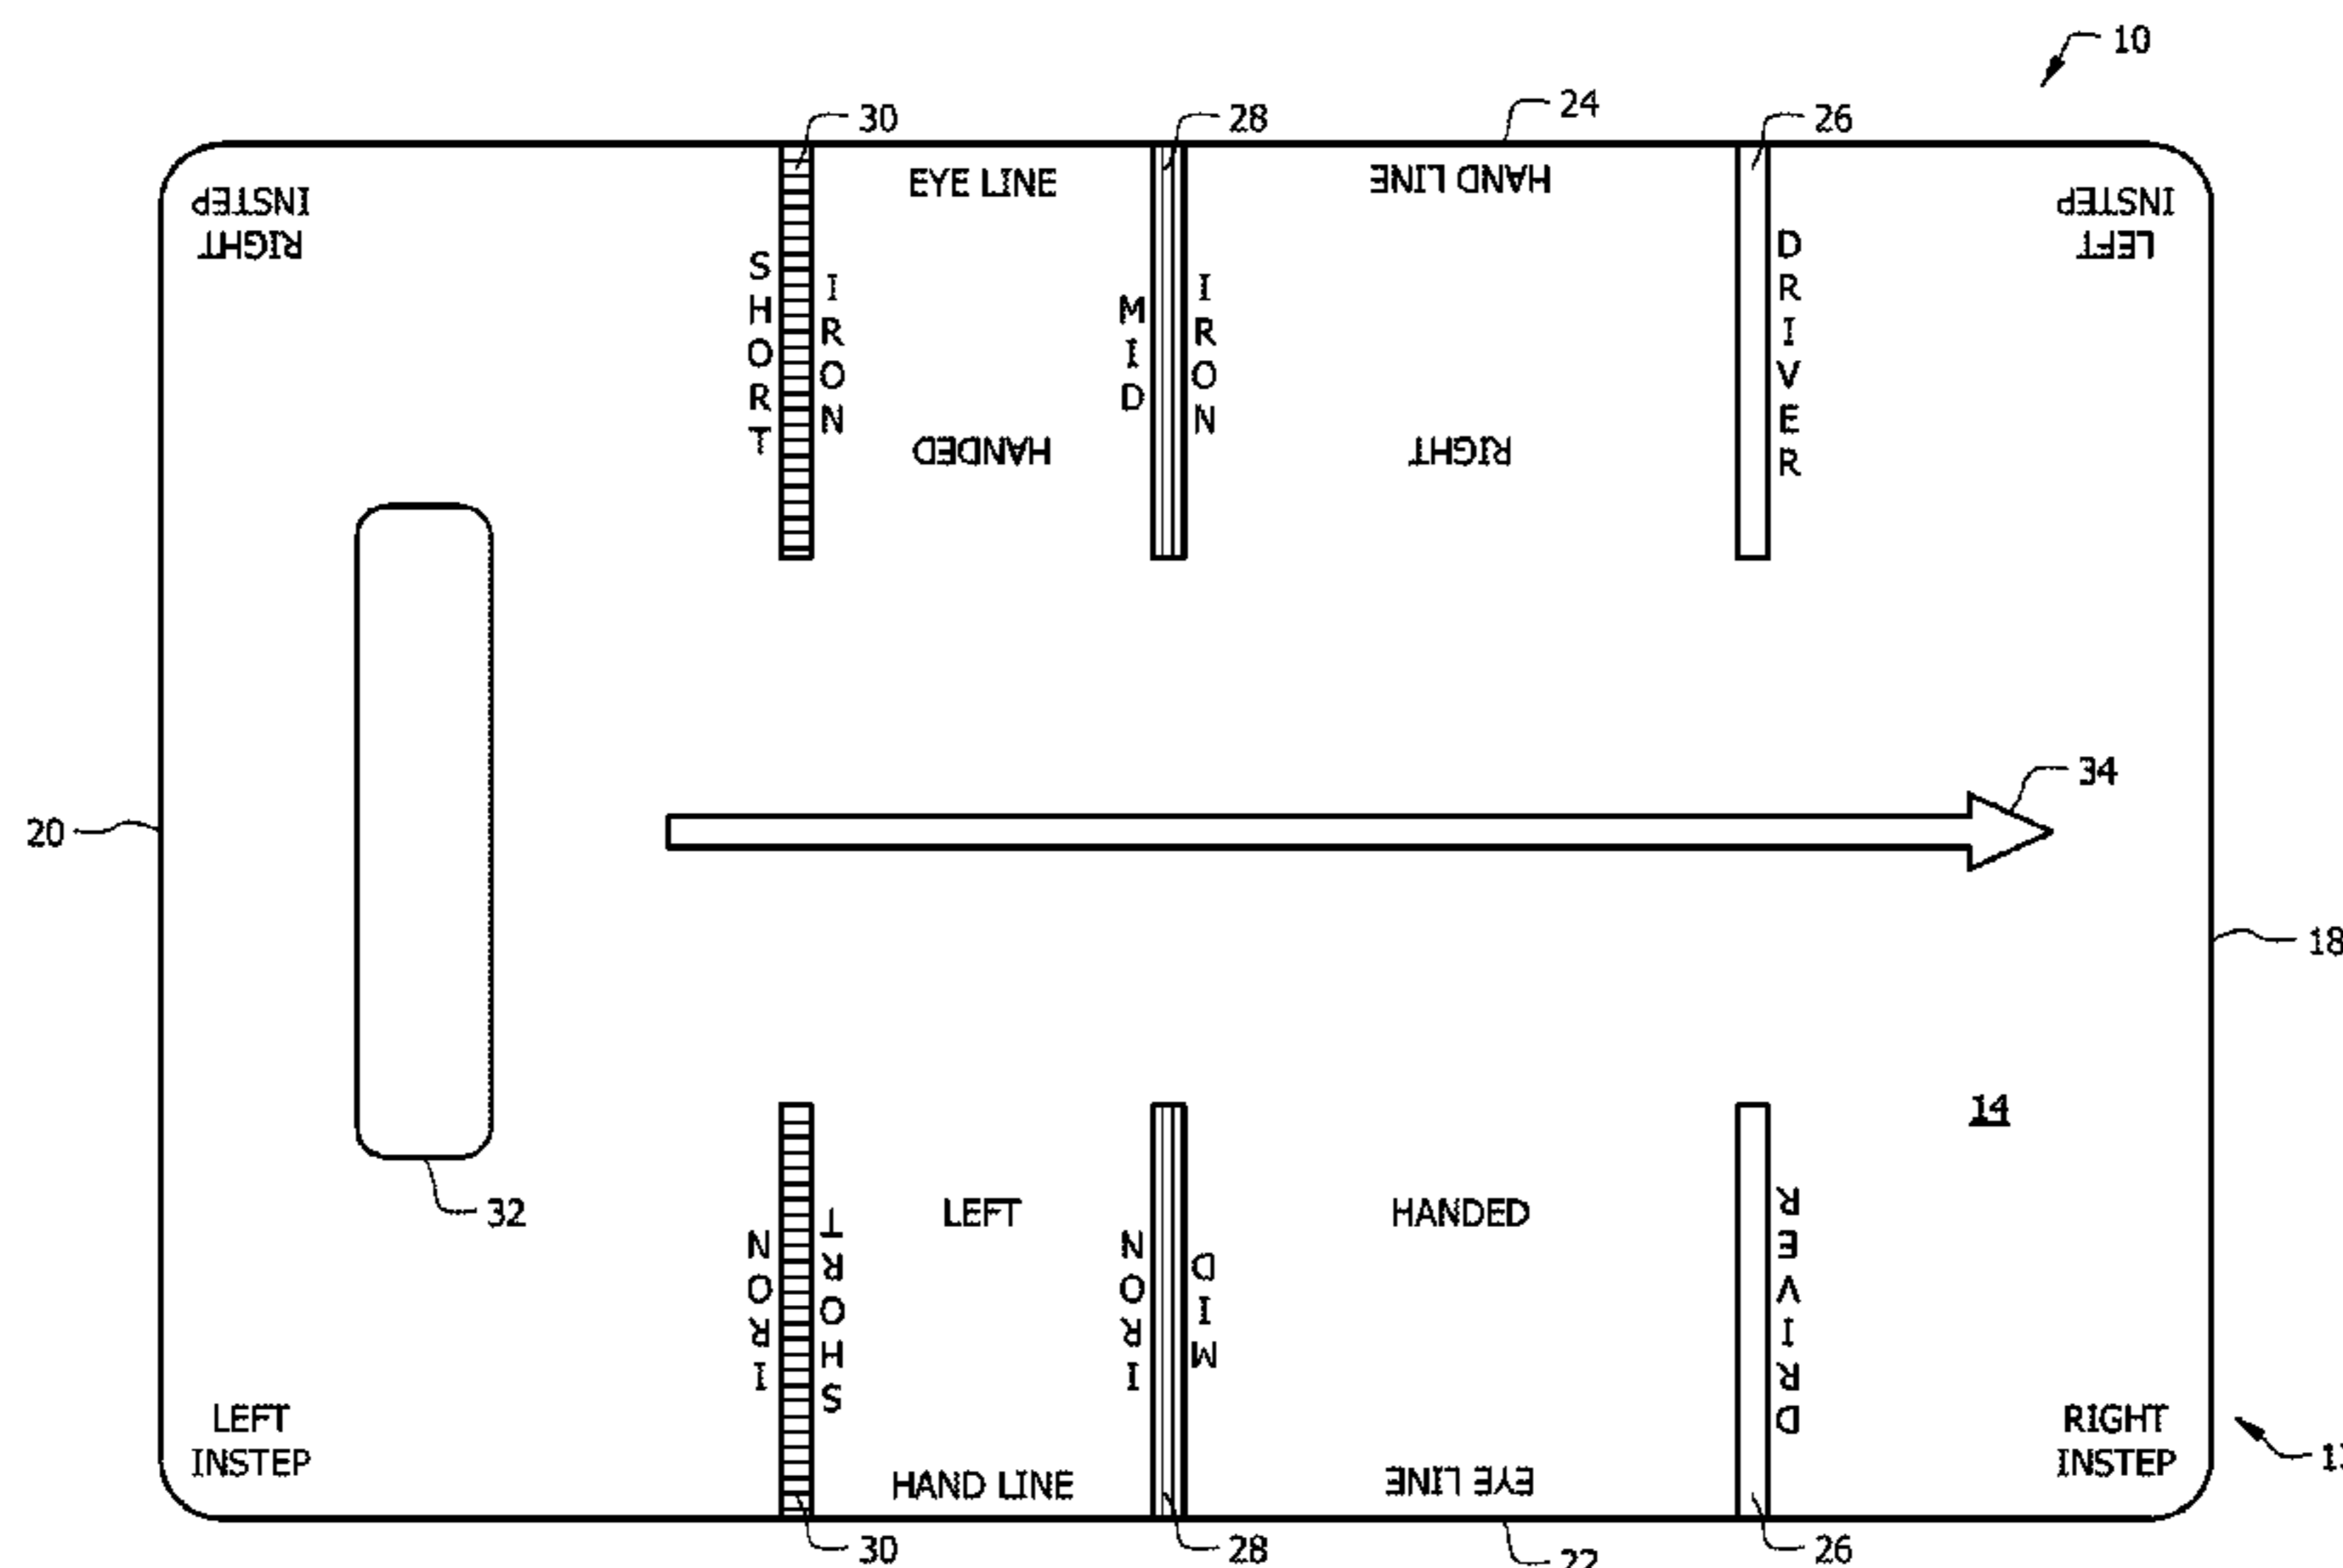 10
30
28
24
26
RIGHT
INSTEP
EYE LINE
HAND LINE
LEFT
INSTEP
SHORT
IRON
MID
IRON
DRIVER
RIGHT
HANDED
34
20
18
14
32
LEFT
HANDED
SHORT
IRON
MID
IRON
DRIVER
LEFT
INSTEP
RIGHT
INSTEP
HAND LINE
EYE LINE
30
28
22
26